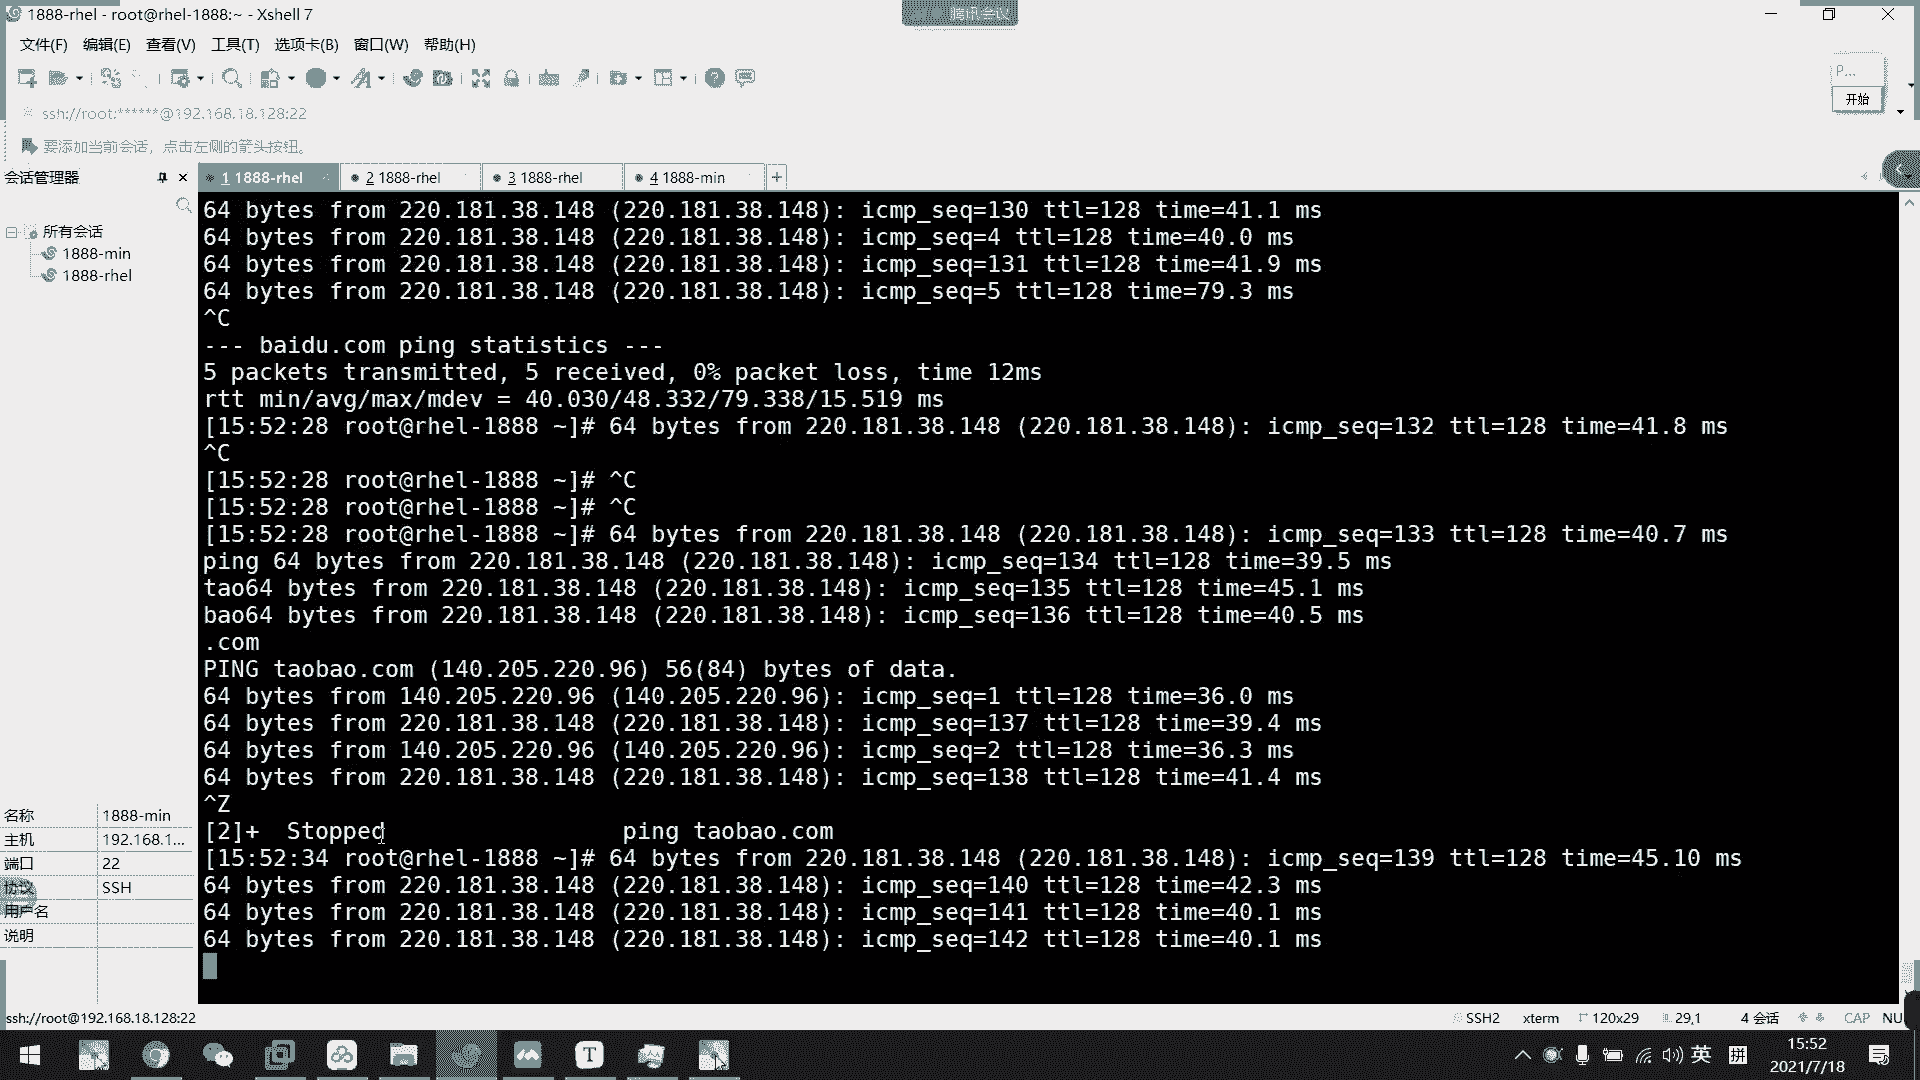 1888-rhel - root@rhel-1888:~ - Xshell 7
腾讯会议
文件(F) 编辑(E) 查看(V) 工具(T) 选项卡(B) 窗口(W) 帮助(H)
P...
开始
ssh://root:******@192.168.18.128:22
要添加当前会话，点击左侧的箭头按钮。
会话管理器
1 1888-rhel
2 1888-rhel
3 1888-rhel
4 1888-min
所有会话
1888-min
1888-rhel
64 bytes from 220.181.38.148 (220.181.38.148): icmp_seq=130 ttl=128 time=41.1 ms
64 bytes from 220.181.38.148 (220.181.38.148): icmp_seq=4 ttl=128 time=40.0 ms
64 bytes from 220.181.38.148 (220.181.38.148): icmp_seq=131 ttl=128 time=41.9 ms
64 bytes from 220.181.38.148 (220.181.38.148): icmp_seq=5 ttl=128 time=79.3 ms
^C
--- baidu.com ping statistics ---
5 packets transmitted, 5 received, 0% packet loss, time 12ms
rtt min/avg/max/mdev = 40.030/48.332/79.338/15.519 ms
[15:52:28 root@rhel-1888 ~]# 64 bytes from 220.181.38.148 (220.181.38.148): icmp_seq=132 ttl=128 time=41.8 ms
^C
[15:52:28 root@rhel-1888 ~]# ^C
[15:52:28 root@rhel-1888 ~]# ^C
[15:52:28 root@rhel-1888 ~]# 64 bytes from 220.181.38.148 (220.181.38.148): icmp_seq=133 ttl=128 time=40.7 ms
ping 64 bytes from 220.181.38.148 (220.181.38.148): icmp_seq=134 ttl=128 time=39.5 ms
tao64 bytes from 220.181.38.148 (220.181.38.148): icmp_seq=135 ttl=128 time=45.1 ms
bao64 bytes from 220.181.38.148 (220.181.38.148): icmp_seq=136 ttl=128 time=40.5 ms
.com
PING taobao.com (140.205.220.96) 56(84) bytes of data.
64 bytes from 140.205.220.96 (140.205.220.96): icmp_seq=1 ttl=128 time=36.0 ms
64 bytes from 220.181.38.148 (220.181.38.148): icmp_seq=137 ttl=128 time=39.4 ms
64 bytes from 140.205.220.96 (140.205.220.96): icmp_seq=2 ttl=128 time=36.3 ms
64 bytes from 220.181.38.148 (220.181.38.148): icmp_seq=138 ttl=128 time=41.4 ms
^Z
[2]+ Stopped ping taobao.com
[15:52:34 root@rhel-1888 ~]# 64 bytes from 220.181.38.148 (220.181.38.148): icmp_seq=139 ttl=128 time=45.10 ms
64 bytes from 220.181.38.148 (220.181.38.148): icmp_seq=140 ttl=128 time=42.3 ms
64 bytes from 220.181.38.148 (220.181.38.148): icmp_seq=141 ttl=128 time=40.1 ms
64 bytes from 220.181.38.148 (220.181.38.148): icmp_seq=142 ttl=128 time=40.1 ms
名称 1888-min
主机 192.168.1...
端口 22
协议 SSH
用户名
说明
ssh://root@192.168.18.128:22
SSH2 xterm 120x29 29,1 4 会话 CAP NU
英
拼
15:52
2021/7/18